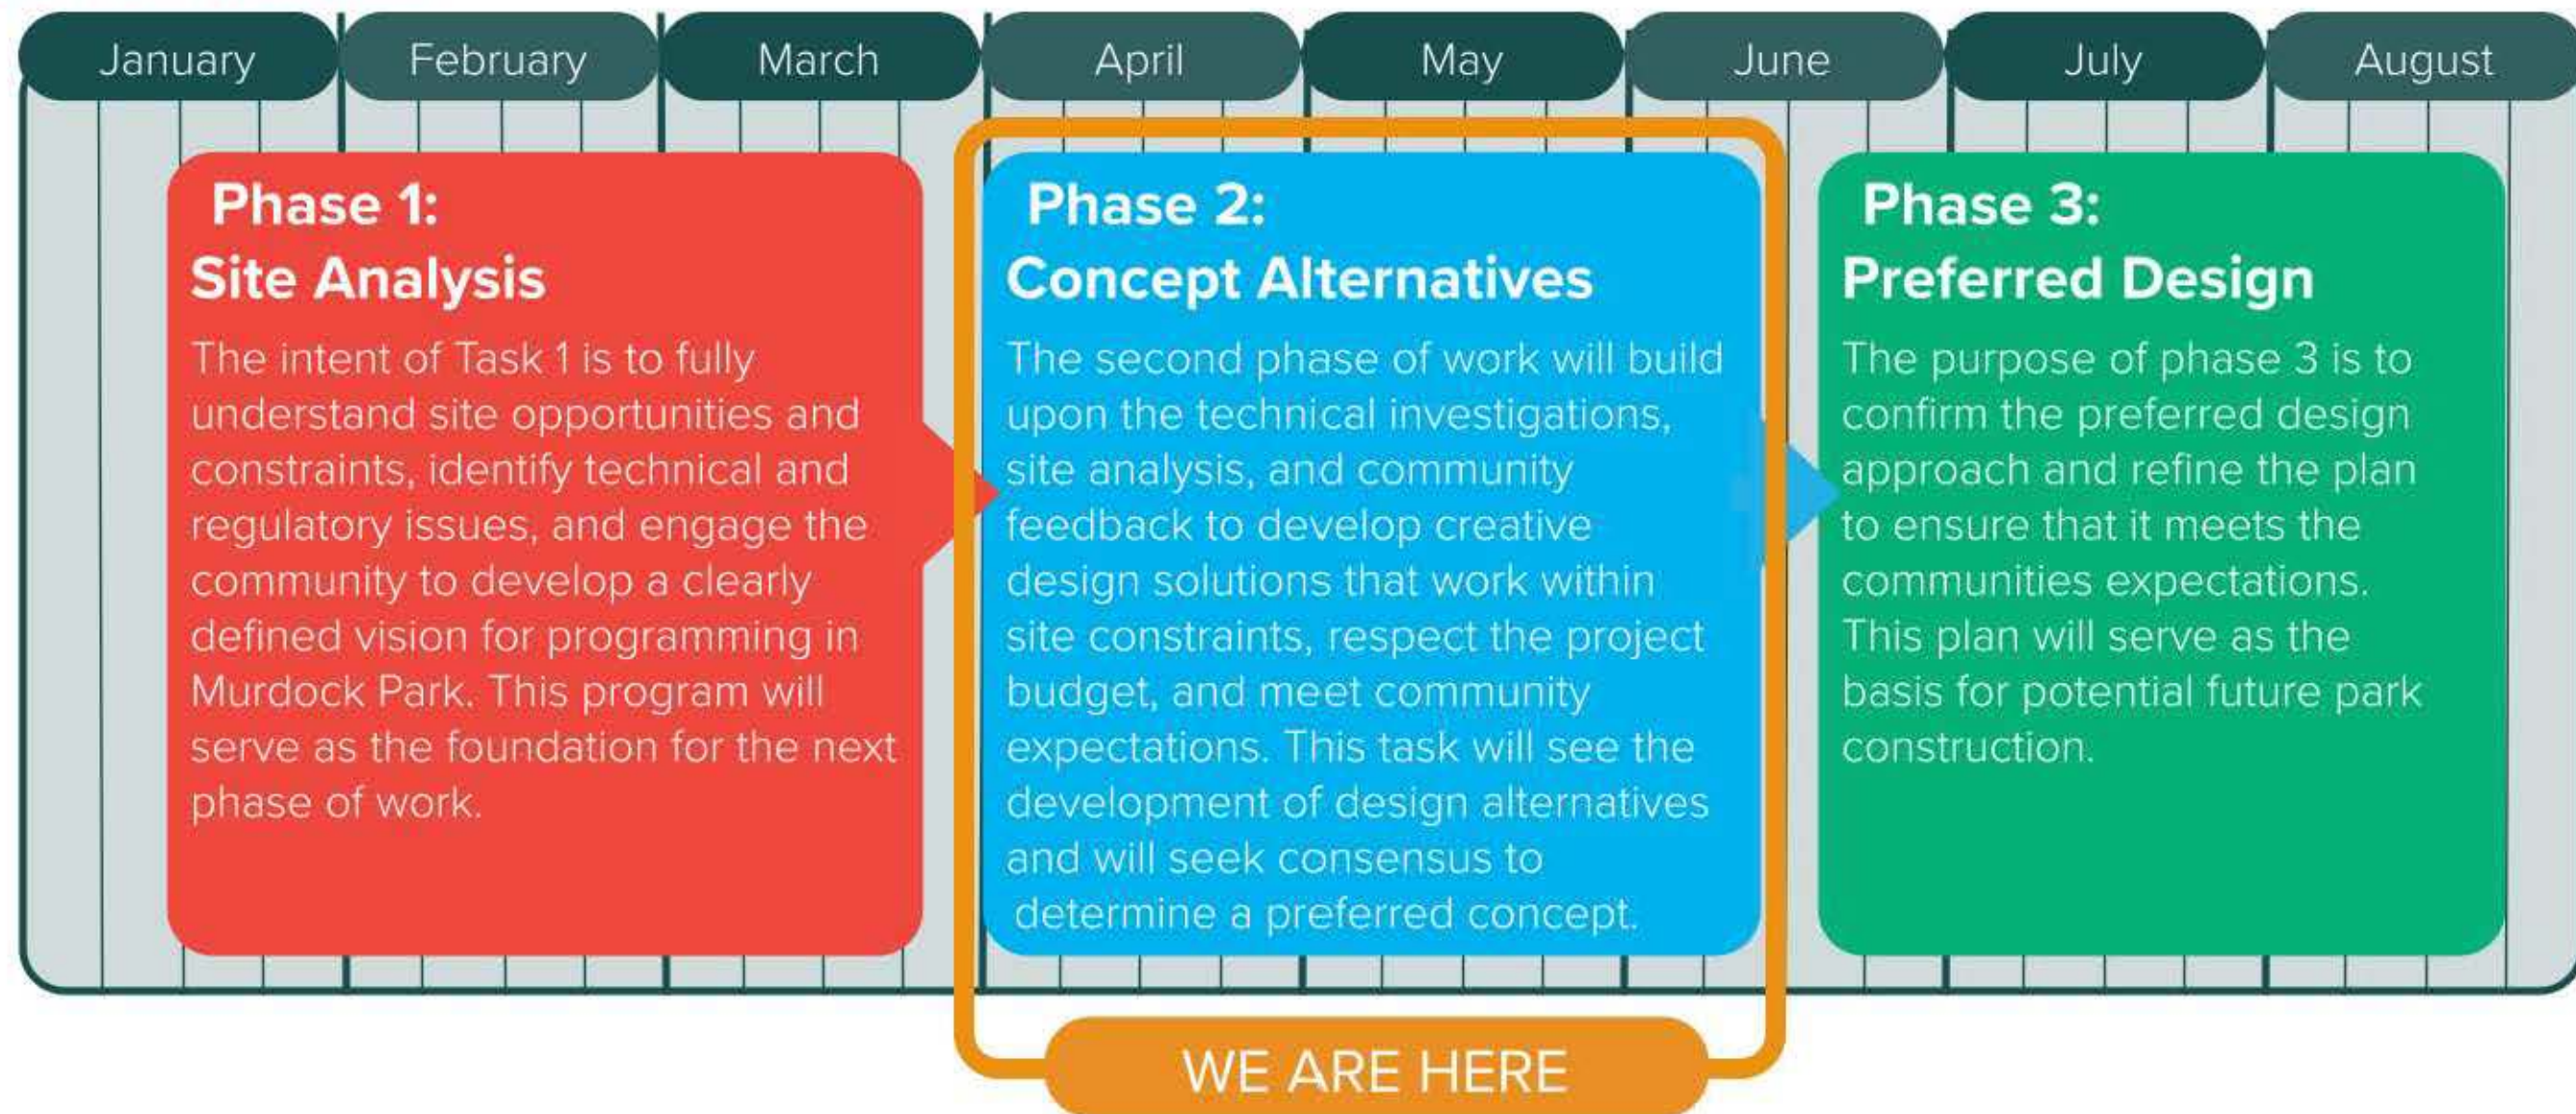 January
February
March
April
May
June
July
August
Phase 1:
Site Analysis
The intent of Task 1 is to fully
understand site opportunities and
constraints, identify technical and
regulatory issues, and engage the
community to develop a clearly
defined vision for programming in
Murdock Park. This program will
serve as the foundation for the next
phase of work.
Phase 2:
Concept Alternatives
The second phase of work will build
upon the technical investigations,
site analysis, and community
feedback to develop creative
design solutions that work within
site constraints, respect the project
budget, and meet community
expectations. This task will see the
development of design alternatives
and will seek consensus to
determine a preferred concept.
Phase 3:
Preferred Design
The purpose of phase 3 is to
confirm the preferred design
approach and refine the plan
to ensure that it meets the
communities expectations.
This plan will serve as the
basis for potential future park
construction.
WE ARE HERE